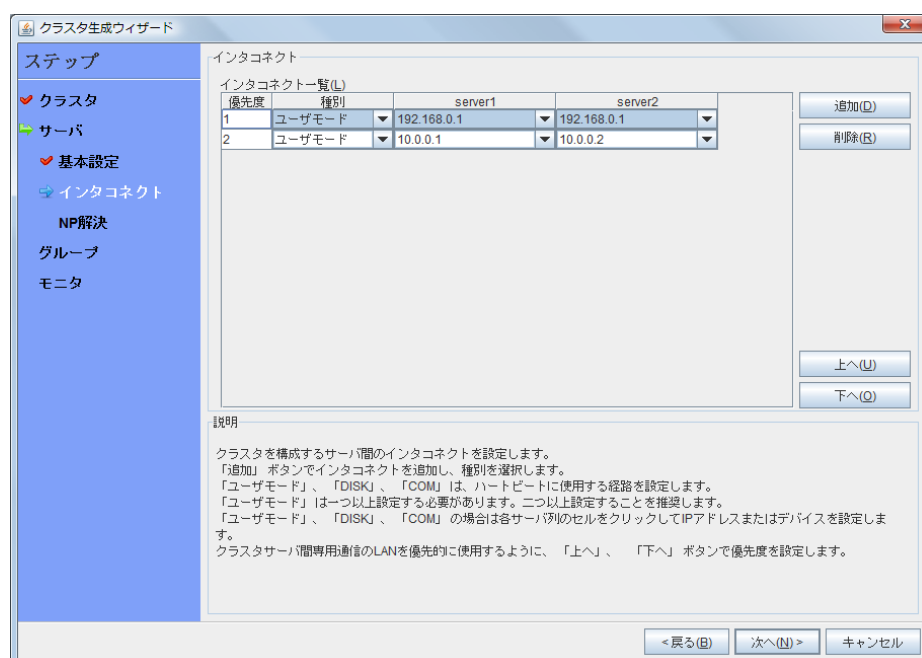 クラスタ生成ウィザード
ステップ
クラスタ
サーバ
基本設定
インタコネクト
NP解決
グループ
モニタ
インタコネクト
インタコネクト一覧(L)
優先度 種別 server1 server2
1 ユーザモード 192.168.0.1 192.168.0.1
2 ユーザモード 10.0.0.1 10.0.0.2
追加(D)
削除(R)
上へ(U)
下へ(O)
説明
クラスタを構成するサーバ間のインタコネクトを設定します。
「追加」 ボタンでインタコネクトを追加し、種別を選択します。
「ユーザモード」、 「DISK」、 「COM」 は、ハートビートに使用する経路を設定します。
「ユーザモード」 は一つ以上設定する必要があります。二つ以上設定することを推奨します。
「ユーザモード」、 「DISK」、 「COM」 の場合は各サーバ列のセルをクリックしてIPアドレスまたはデバイスを設定しま
す。
クラスタサーバ間専用通信のLANを優先的に使用するように、 「上へ」、 「下へ」 ボタンで優先度を設定します。
<戻る(B)
次へ(N)>
キャンセル